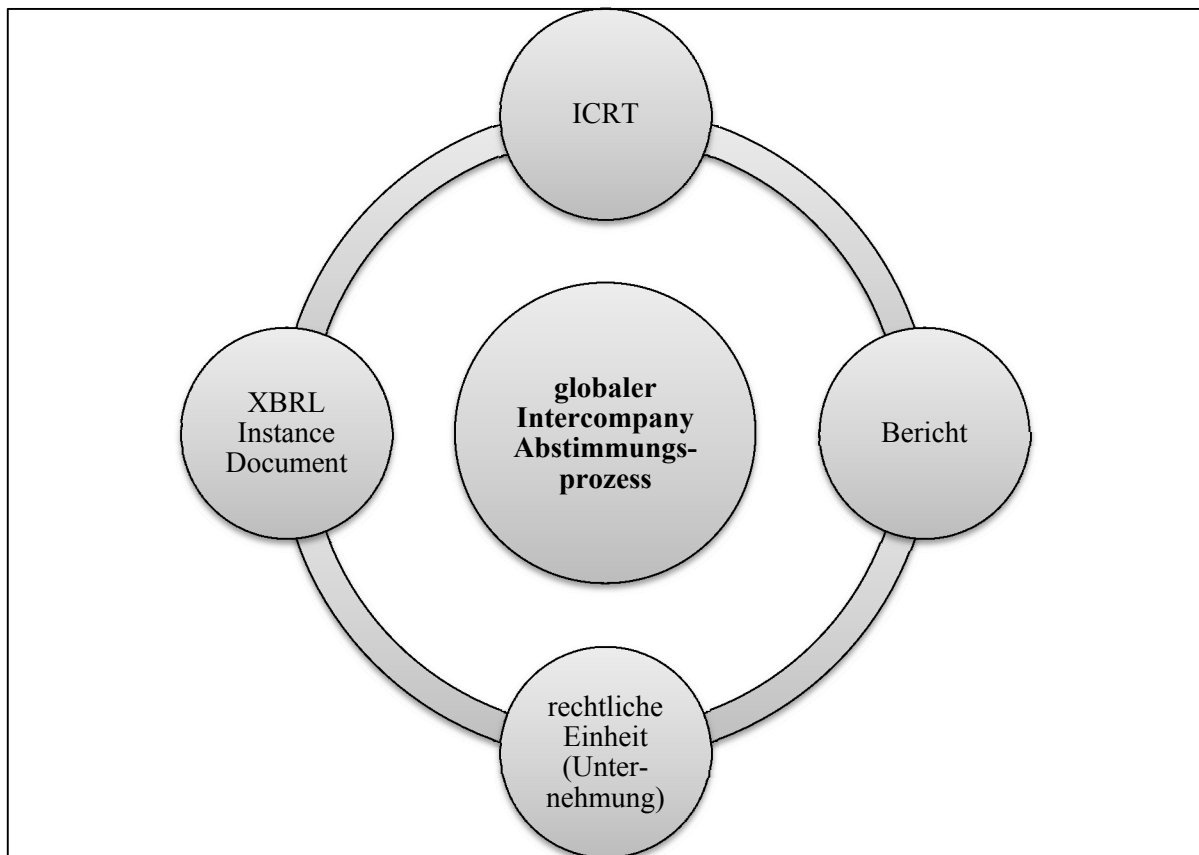 ICRT
XBRL
Instance
Document
globaler
Intercompany
Abstimmungs-
prozess
Bericht
rechtliche
Einheit
(Unter-
nehmung)